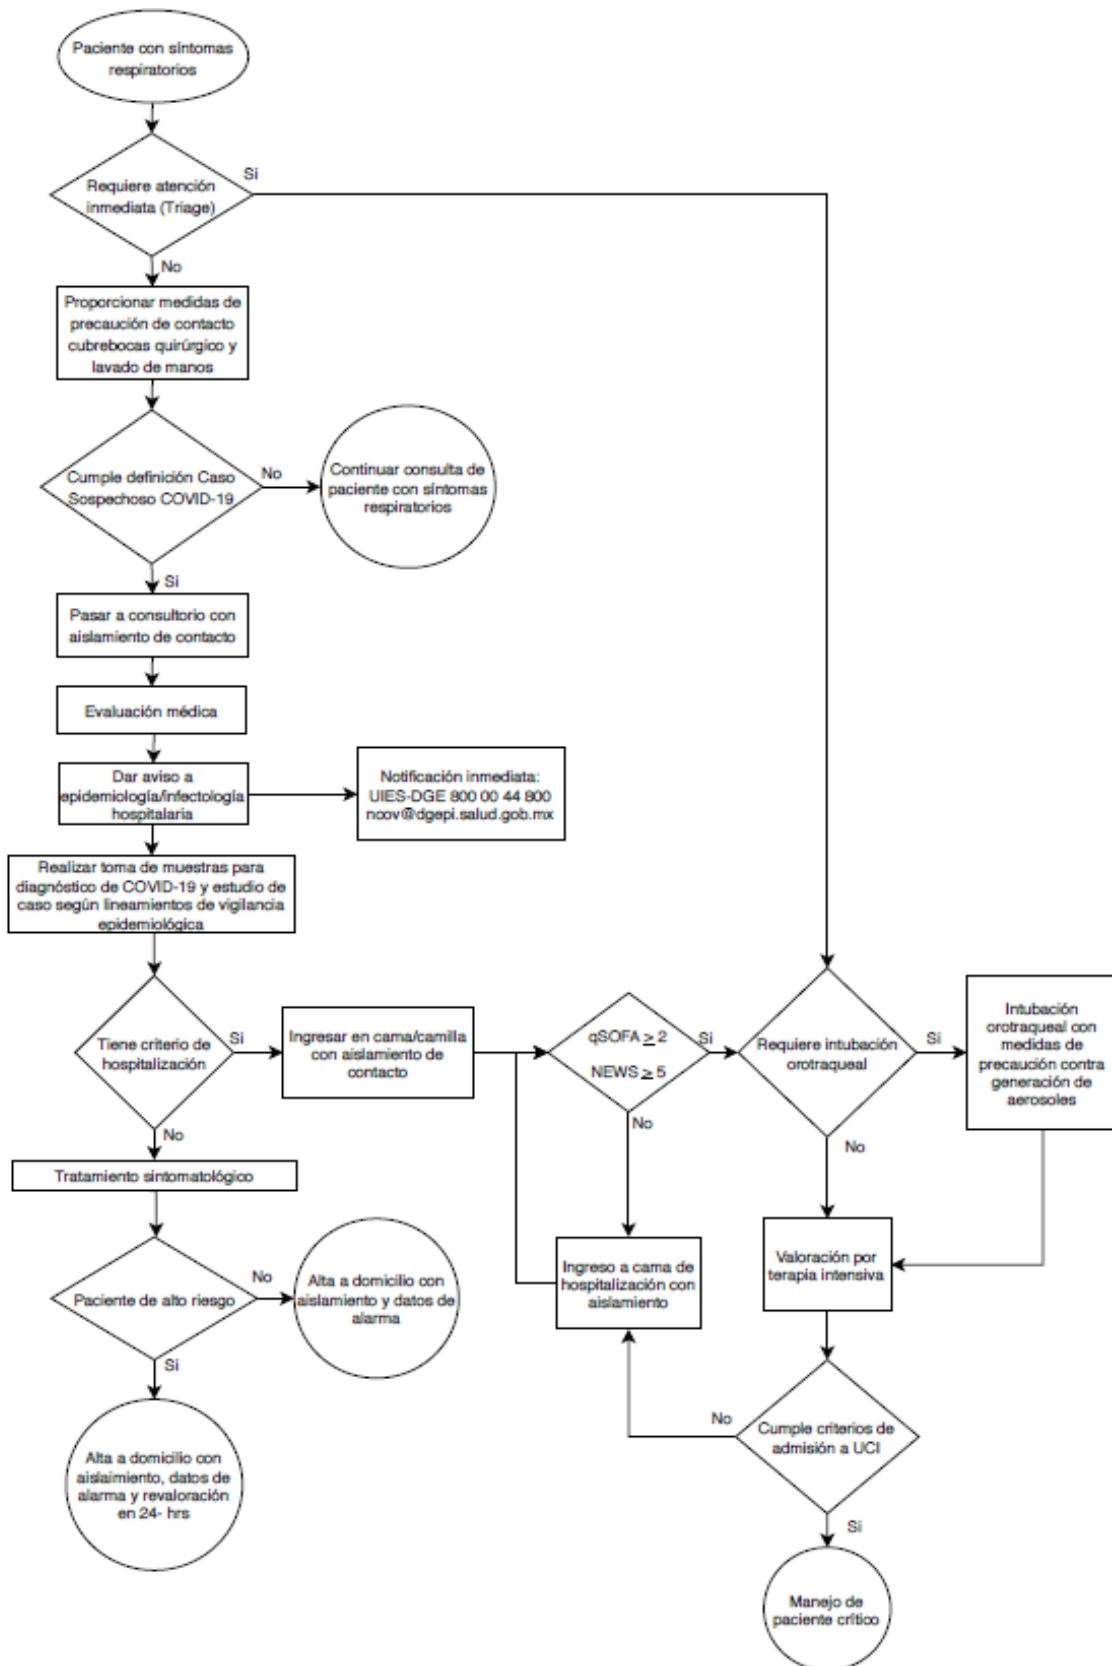 Paciente con síntomas
respiratorios
Requiere atención
inmediata (Triage)
Si
No
Proporcionar medidas de
precaución de contacto
cubrebocas quirúrgico y
lavado de manos
Cumple definición Caso
Sospechoso COVID-19
No
Continuar consulta de
paciente con síntomas
respiratorios
Si
Pasar a consultorio con
aislamiento de contacto
Evaluación médica
Dar aviso a
epidemiología/infectología
hospitalaria
Notificación inmediata:
UIES-DGE 800 00 44 800
ncov@dgepi.salud.gob.mx
Realizar toma de muestras para
diagnóstico de COVID-19 y estudio de
caso según lineamientos de vigilancia
epidemiológica
Tiene criterio de
hospitalización
Si
Ingresar en cama/camilla
con aislamiento de
contacto
qSOFA ≥ 2
NEWS ≥ 5
Si
Requiere intubación
orotraqueal
Si
Intubación
orotraqueal con
medidas de
precaución contra
generación de
aerosoles
No
No
No
Tratamiento sintomatológico
Ingreso a cama de
hospitalización con
aislamiento
Valoración por
terapia intensiva
Paciente de alto riesgo
No
Alta a domicilio con
aislamiento y datos de
alarma
Si
Alta a domicilio con
aislaimiento, datos de
alarma y revaloración
en 24- hrs
No
Cumple criterios de
admisión a UCI
Si
Manejo de
paciente crítico